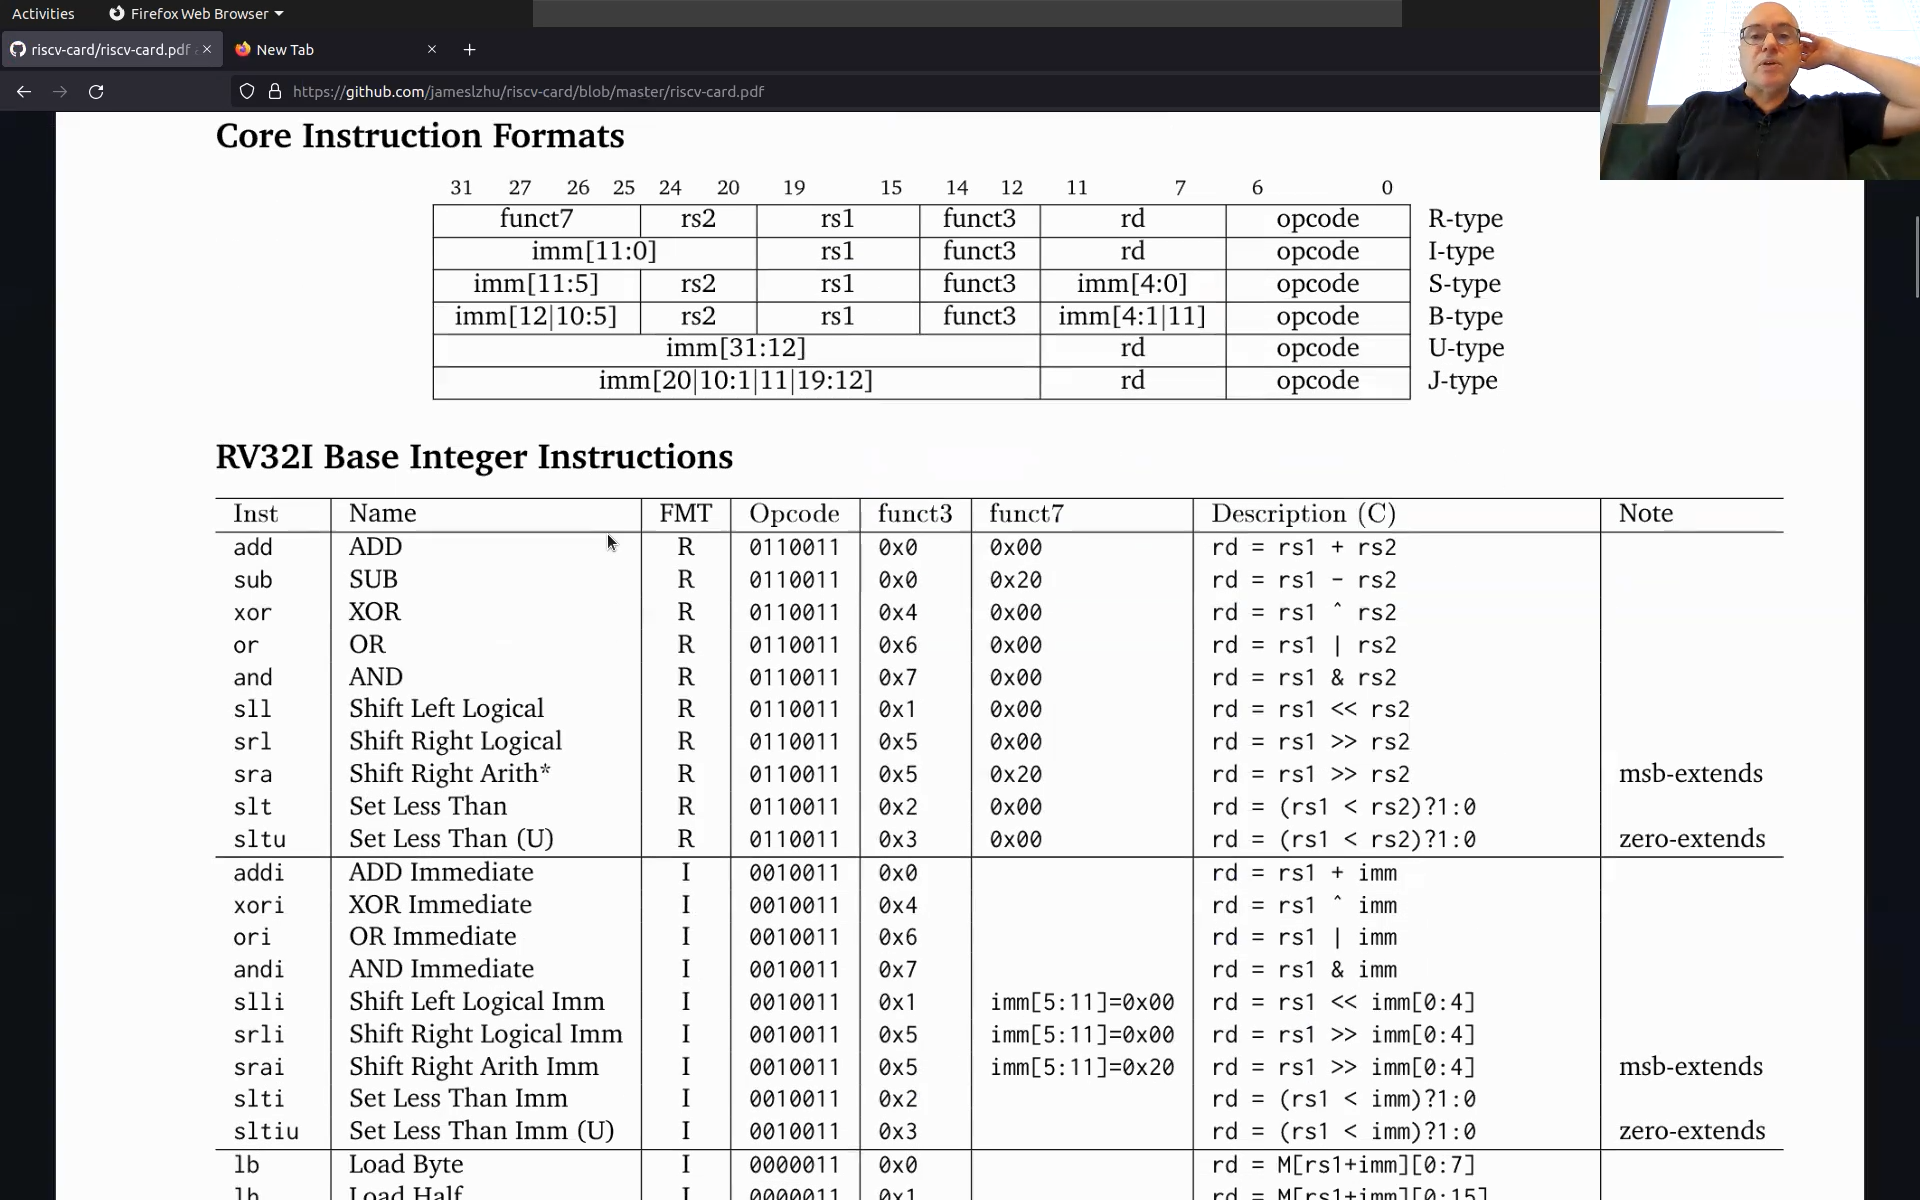 Activities Firefox Web Browser
riscv-card/riscv-card.pdf New Tab
https://github.com/jameslzhu/riscv-card/blob/master/riscv-card.pdf
Core Instruction Formats
31 27 26 25 24 20 19 15 14 12 11 7 6 0
funct7 rs2 rs1 funct3 rd opcode R-type
imm[11:0] rs1 funct3 rd opcode I-type
imm[11:5] rs2 rs1 funct3 imm[4:0] opcode S-type
imm[12|10:5] rs2 rs1 funct3 imm[4:1|11] opcode B-type
imm[31:12] rd opcode U-type
imm[20|10:1|11|19:12] rd opcode J-type
RV32I Base Integer Instructions
Inst Name FMT Opcode funct3 funct7 Description (C) Note
add ADD R 0110011 0x0 0x00 rd = rs1 + rs2
sub SUB R 0110011 0x0 0x20 rd = rs1 - rs2
xor XOR R 0110011 0x4 0x00 rd = rs1 ^ rs2
or OR R 0110011 0x6 0x00 rd = rs1 | rs2
and AND R 0110011 0x7 0x00 rd = rs1 & rs2
sll Shift Left Logical R 0110011 0x1 0x00 rd = rs1 << rs2
srl Shift Right Logical R 0110011 0x5 0x00 rd = rs1 >> rs2
sra Shift Right Arith* R 0110011 0x5 0x20 rd = rs1 >> rs2 msb-extends
slt Set Less Than R 0110011 0x2 0x00 rd = (rs1 < rs2)?1:0
sltu Set Less Than (U) R 0110011 0x3 0x00 rd = (rs1 < rs2)?1:0 zero-extends
addi ADD Immediate I 0010011 0x0 rd = rs1 + imm
xori XOR Immediate I 0010011 0x4 rd = rs1 ^ imm
ori OR Immediate I 0010011 0x6 rd = rs1 | imm
andi AND Immediate I 0010011 0x7 rd = rs1 & imm
slli Shift Left Logical Imm I 0010011 0x1 imm[5:11]=0x00 rd = rs1 << imm[0:4]
srli Shift Right Logical Imm I 0010011 0x5 imm[5:11]=0x00 rd = rs1 >> imm[0:4]
srai Shift Right Arith Imm I 0010011 0x5 imm[5:11]=0x20 rd = rs1 >> imm[0:4] msb-extends
slti Set Less Than Imm I 0010011 0x2 rd = (rs1 < imm)?1:0
sltiu Set Less Than Imm (U) I 0010011 0x3 rd = (rs1 < imm)?1:0 zero-extends
lb Load Byte I 0000011 0x0 rd = M[rs1+imm][0:7]
lh Load Half I 0000011 0x1 rd = M[rs1+imm][0:15]